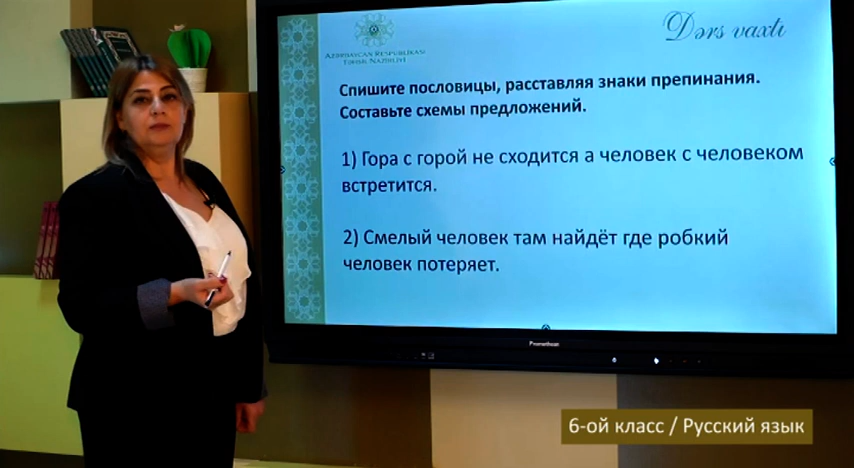 AZƏRBAYCAN RESPUBLİKASI
TƏHSİL NAZİRLİYİ
Dərs vaxtı
Спишите пословицы, расставляя знаки препинания.
Составьте схемы предложений.
1) Гора с горой не сходится а человек с человеком
встретится.
2) Смелый человек там найдёт где робкий
человек потеряет.
Promethean
6-ой класс / Русский язык